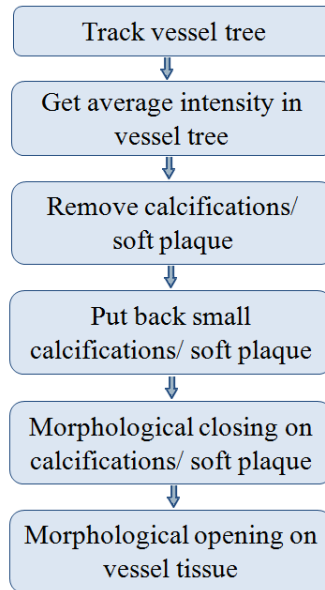 Track vessel tree
Get average intensity in
vessel tree
Remove calcifications/
soft plaque
Put back small
calcifications/ soft plaque
Morphological closing on
calcifications/ soft plaque
Morphological opening on
vessel tissue